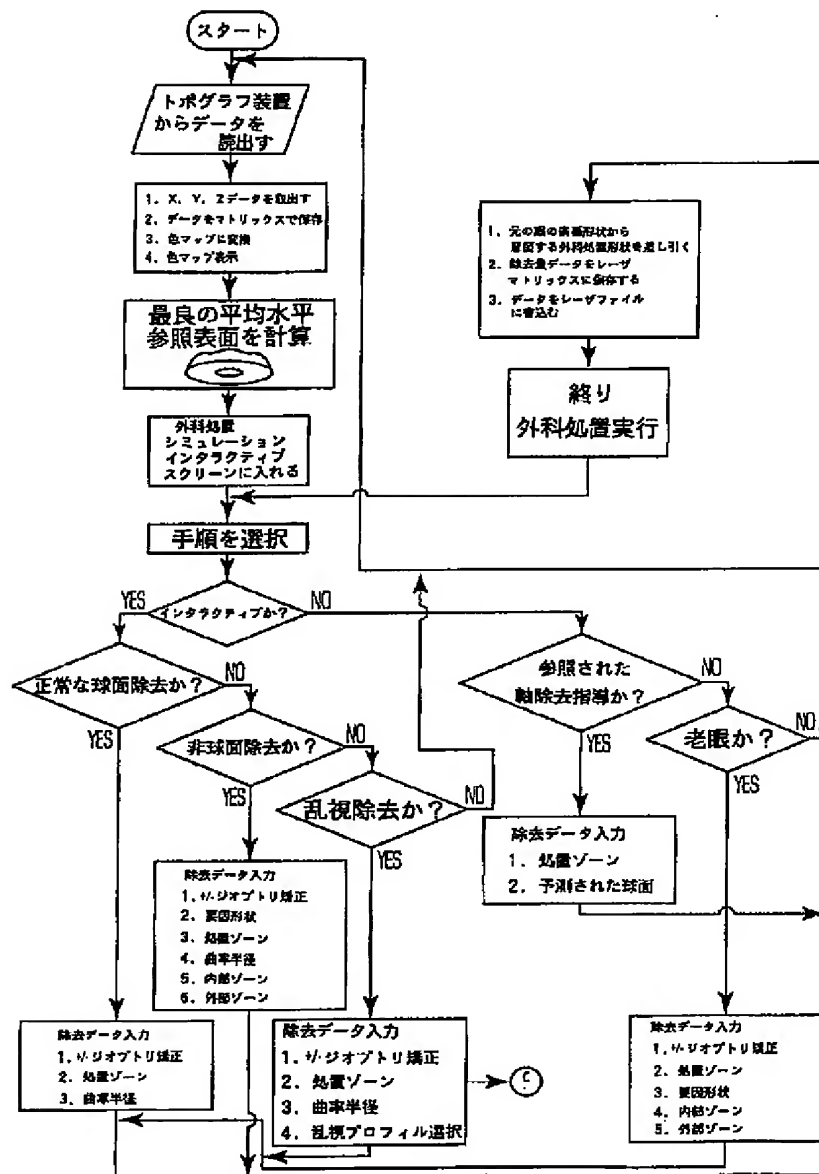 スタート
トポグラフ装置
からデータを
読出す
1. X、Y、Zデータを取出す
2. データをマトリックスで保存
3. 色マップに変換
4. 色マップ表示
最良の平均水平
参照表面を計算
外科処置
シミュレーション
インタラクティブ
スクリーンに入れる
手順を選択
1. 元の眼の表面形状から
意図する外科処置形状を差し引く
2. 除去量データをレーザ
マトリックスに保存する
3. データをレーザファイル
に書込む
終り
外科処置実行
YES
インタラクティブか?
NO
正常な球面除去か?
NO
YES
非球面除去か?
NO
YES
乱視除去か?
NO
YES
参照された
軸除去指導か?
NO
YES
老眼か?
NO
YES
除去データ入力
1. 処置ゾーン
2. 予測された球面
除去データ入力
1. +/-ジオプトリ矯正
2. 要因形状
3. 処置ゾーン
4. 曲率半径
5. 内部ゾーン
6. 外部ゾーン
除去データ入力
1. +/-ジオプトリ矯正
2. 処置ゾーン
3. 曲率半径
除去データ入力
1. +/-ジオプトリ矯正
2. 処置ゾーン
3. 曲率半径
4. 乱視プロフィル選択
除去データ入力
1. +/-ジオプトリ矯正
2. 処置ゾーン
3. 要因形状
4. 内部ゾーン
5. 外部ゾーン